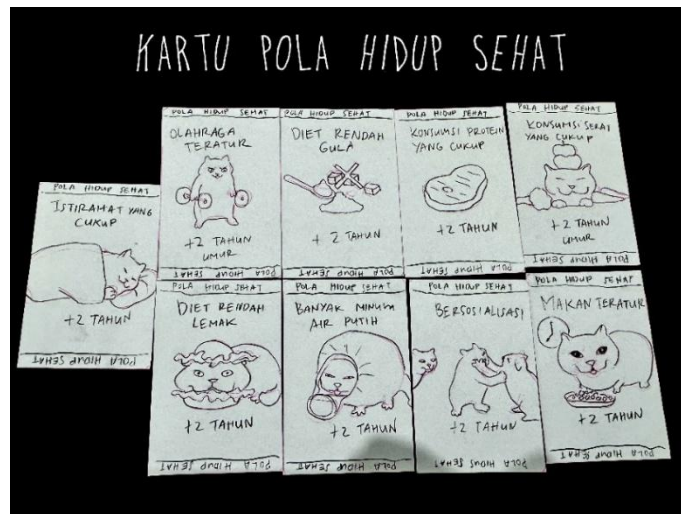 KARTU POLA HIDUP SEHAT
POLA HIDUP SEHAT
ISTIRAHAT YANG
CUKUP
+2 TAHUN
POLA HIDUP SEHAT
POLA HIDUP SEHAT
OLAHRAGA
TERATUR
+2 TAHUN
UMUR
POLA HIDUP SEHAT
POLA HIDUP SEHAT
DIET RENDAH
GULA
+ 2 TAHUN
POLA HIDUP SEHAT
POLA HIDUP SEHAT
KONSUMSI PROTEIN
YANG CUKUP
+2 TAHUN
POLA HIDUP SEHAT
POLA HIDUP SEHAT
KONSUMSI SERAT
YANG CUKUP
+2 TAHUN
UMUR
POLA HIDUP SEHAT
POLA HIDUP SEHAT
DIET RENDAH
LEMAK
+2 TAHUN
POLA HIDUP SEHAT
POLA HIDUP SEHAT
BANYAK MINUM
AIR PUTIH
+2 TAHUN
POLA HIDUP SEHAT
POLA HIDUP SEHAT
BERSOSIALISASI
+2 TAHUN
POLA HIDUP SEHAT
POLA HIDUP SEHAT
MAKAN TERATUR
+2 TAHUN
POLA HIDUP SEHAT